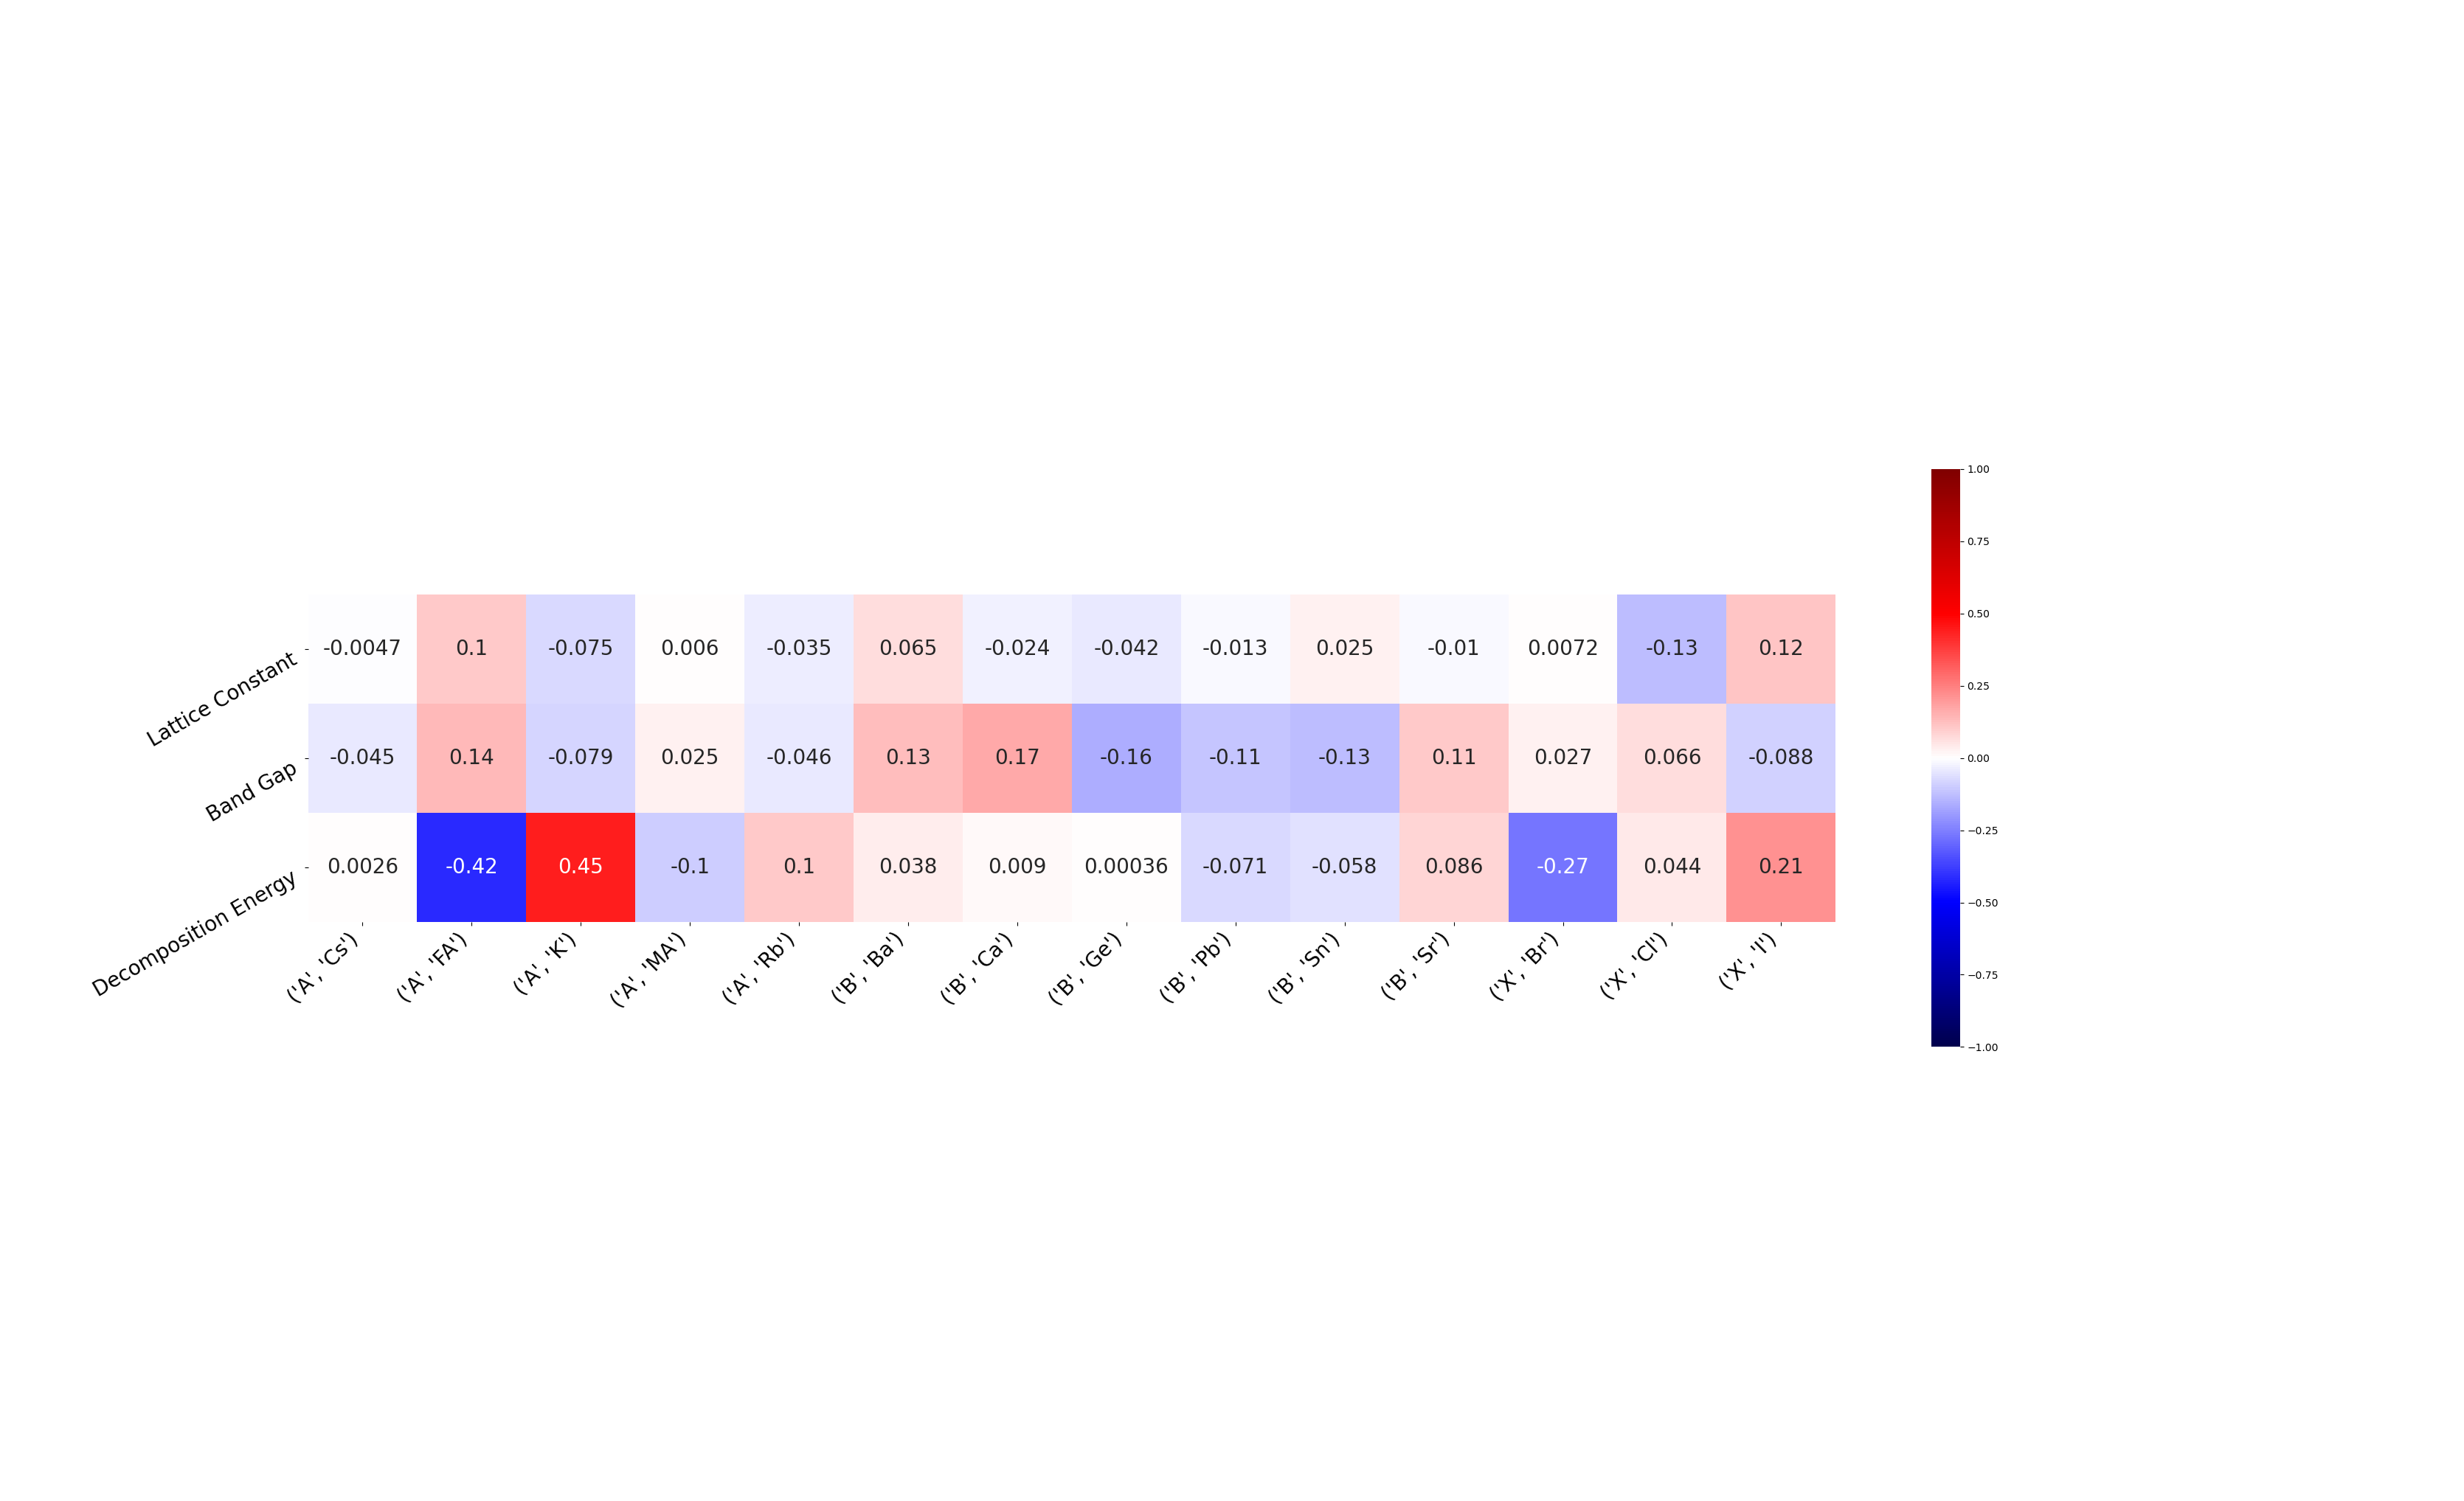 1.00
0.75
0.50
0.25
0.00
−0.25
−0.50
−0.75
−1.00
Lattice Constant
-0.0047 0.1 -0.075 0.006 -0.035 0.065 -0.024 -0.042 -0.013 0.025 -0.01 0.0072 -0.13 0.12
Band Gap
-0.045 0.14 -0.079 0.025 -0.046 0.13 0.17 -0.16 -0.11 -0.13 0.11 0.027 0.066 -0.088
Decomposition Energy
0.0026 -0.42 0.45 -0.1 0.1 0.038 0.009 0.00036 -0.071 -0.058 0.086 -0.27 0.044 0.21
('A', 'Cs')
('A', 'FA')
('A', 'K')
('A', 'MA')
('A', 'Rb')
('B', 'Ba')
('B', 'Ca')
('B', 'Ge')
('B', 'Pb')
('B', 'Sn')
('B', 'Sr')
('X', 'Br')
('X', 'Cl')
('X', 'I')